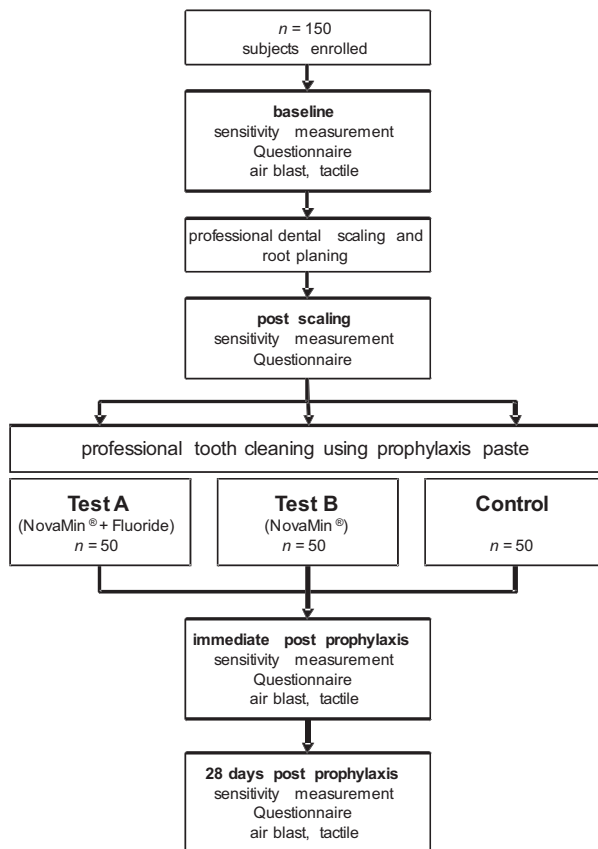 n = 150
subjects enrolled
baseline
sensitivity measurement
Questionnaire
air blast, tactile
professional dental scaling and
root planing
post scaling
sensitivity measurement
Questionnaire
professional tooth cleaning using prophylaxis paste
Test A
(NovaMin ® + Fluoride)
n = 50
Test B
(NovaMin ®)
n = 50
Control
n = 50
immediate post prophylaxis
sensitivity measurement
Questionnaire
air blast, tactile
28 days post prophylaxis
sensitivity measurement
Questionnaire
air blast, tactile